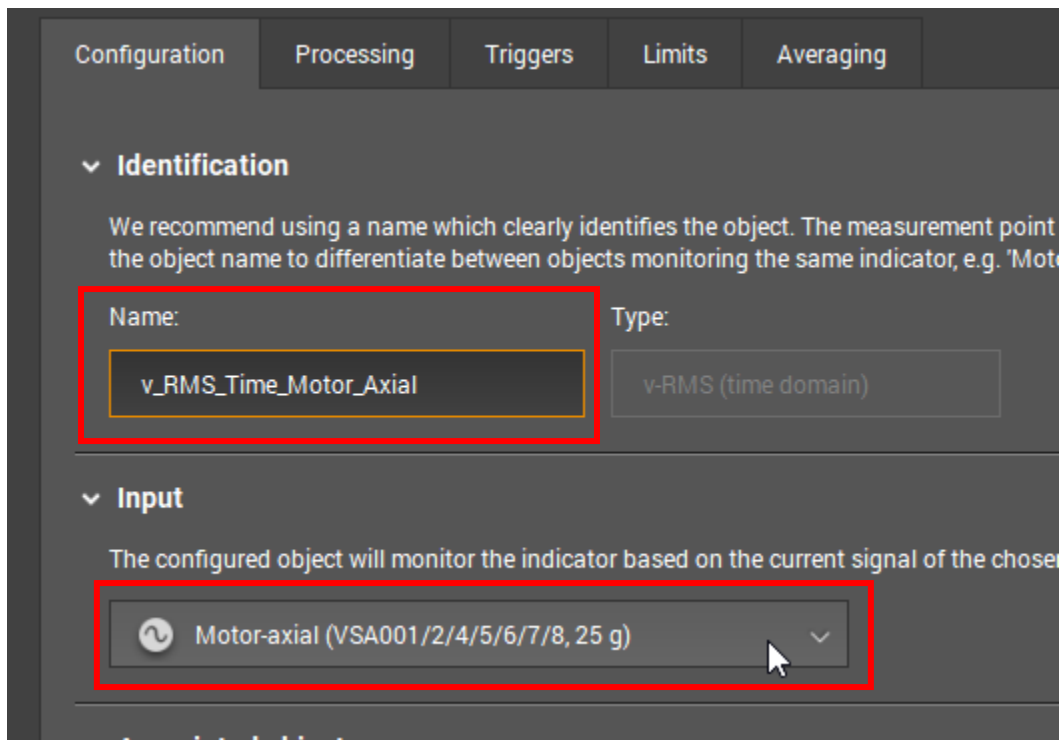 Configuration Processing Triggers Limits Averaging
Identification
We recommend using a name which clearly identifies the object. The measurement point
the object name to differentiate between objects monitoring the same indicator, e.g. 'Moto
Name: Type:
v_RMS_Time_Motor_Axial v-RMS (time domain)
Input
The configured object will monitor the indicator based on the current signal of the chosen
Motor-axial (VSA001/2/4/5/6/7/8, 25 g)